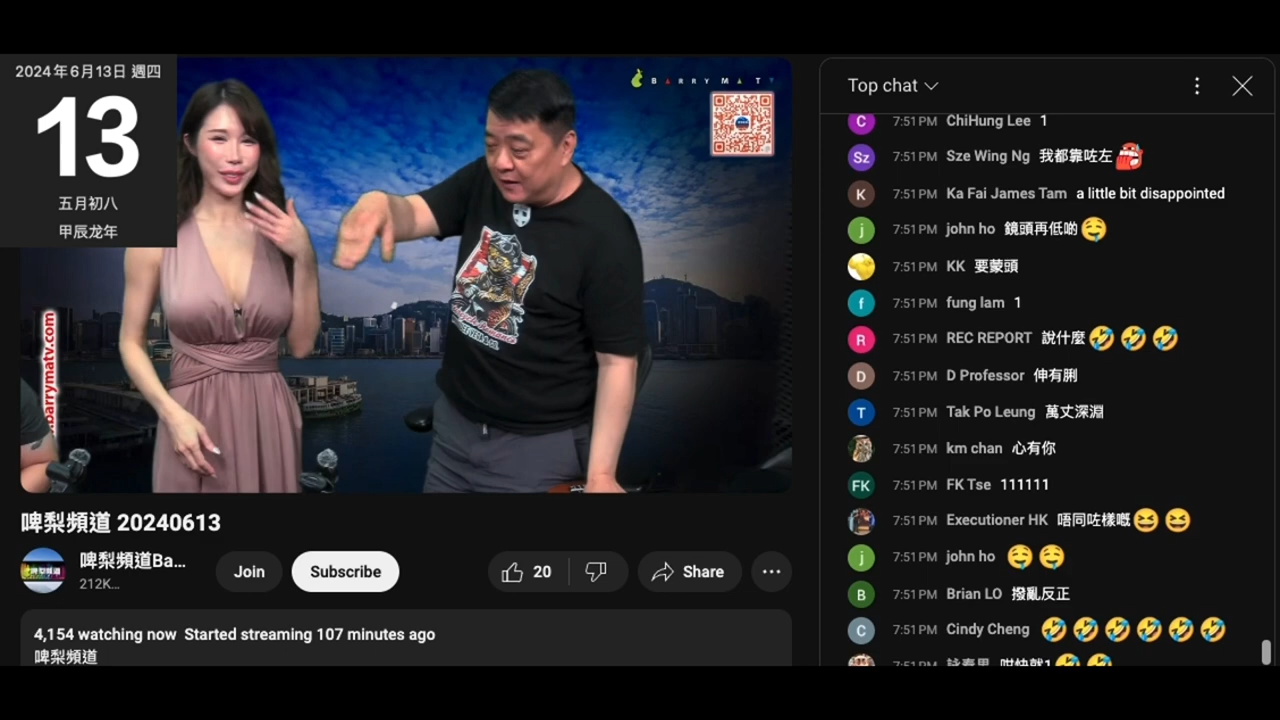 2024年6月13日 週四
13
五月初八
甲辰龙年
BARRYMATV
barrymatv.com
啤梨頻道 20240613
啤梨頻道Ba...
212K...
Join
Subscribe
20
Share
4,154 watching now Started streaming 107 minutes ago
啤梨頻道
Top chat
7:51 PM ChiHung Lee 1
7:51 PM Sze Wing Ng 我都靠咗左
7:51 PM Ka Fai James Tam a little bit disappointed
7:51 PM john ho 鏡頭再低啲🤤
7:51 PM KK 要蒙頭
7:51 PM fung lam 1
7:51 PM REC REPORT 說什麼🤣🤣🤣
7:51 PM D Professor 伸有脷
7:51 PM Tak Po Leung 萬丈深淵
7:51 PM km chan 心有你
7:51 PM FK Tse 111111
7:51 PM Executioner HK 唔同咗樣嘅😆😆
7:51 PM john ho 🤤🤤
7:51 PM Brian LO 撥亂反正
7:51 PM Cindy Cheng 🤣🤣🤣🤣🤣🤣
7:51 PM